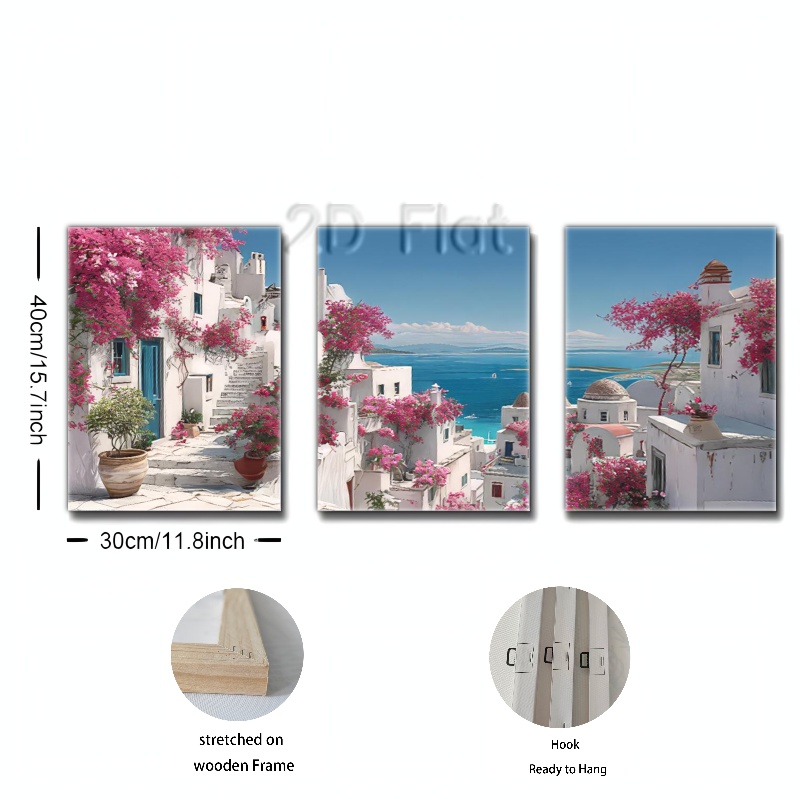 2D Flat
40cm/15.7inch
30cm/11.8inch
stretched on
wooden Frame
Hook
Ready to Hang